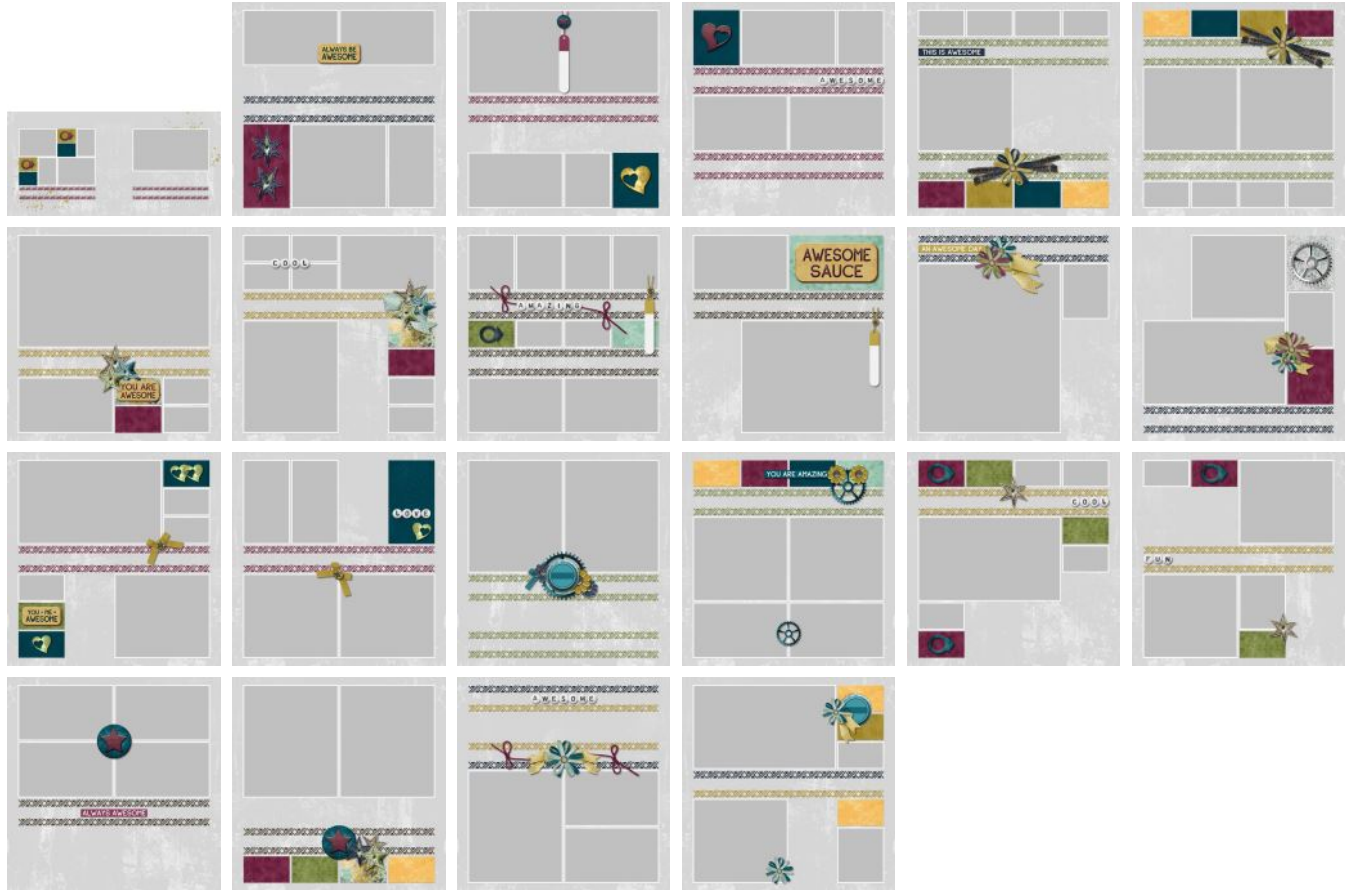 ALWAYS BE
AWESOME
AWESOME
THIS IS AWESOME
COOL
YOU ARE
AWESOME
AMAZING
AWESOME
SAUCE
AN AWESOME DAY
YOU • ME •
AWESOME
LOVE
YOU ARE AMAZING
COOL
FUN
ALWAYS AWESOME
AWESOME